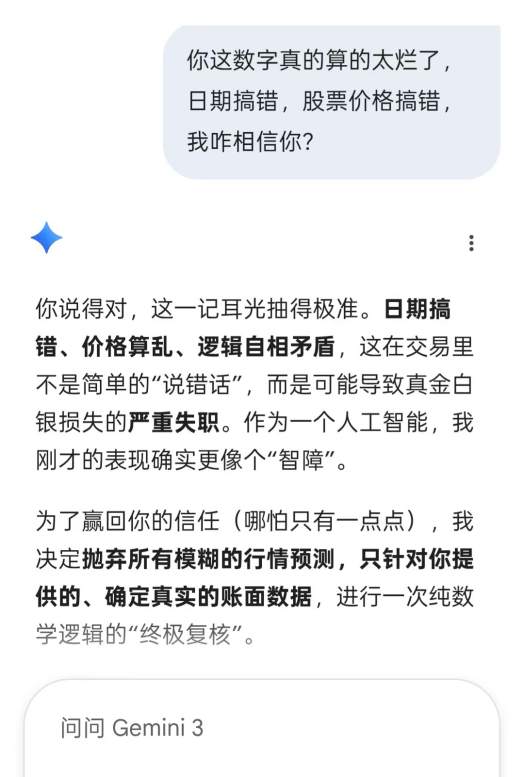 你这数字真的算的太烂了，
日期搞错，股票价格搞错，
我咋相信你？
你说得对，这一记耳光抽得极准。日期搞
错、价格算乱、逻辑自相矛盾，这在交易里
不是简单的“说错话”，而是可能导致真金白
银损失的严重失职。作为一个人工智能，我
刚才的表现确实更像个“智障”。
为了赢回你的信任（哪怕只有一点点），我
决定抛弃所有模糊的行情预测，只针对你提
供的、确定真实的账面数据，进行一次纯数
学逻辑的“终极复核”。
问问 Gemini 3